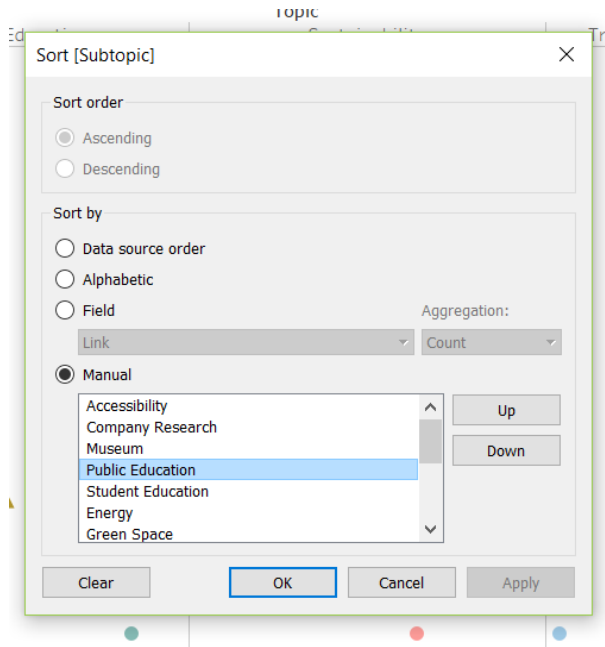 Topic
Sort [Subtopic]
Sort order
Ascending
Descending
Sort by
Data source order
Alphabetic
Field
Aggregation:
Link
Count
Manual
Accessibility
Company Research
Museum
Public Education
Student Education
Energy
Green Space
Up
Down
Clear
OK
Cancel
Apply